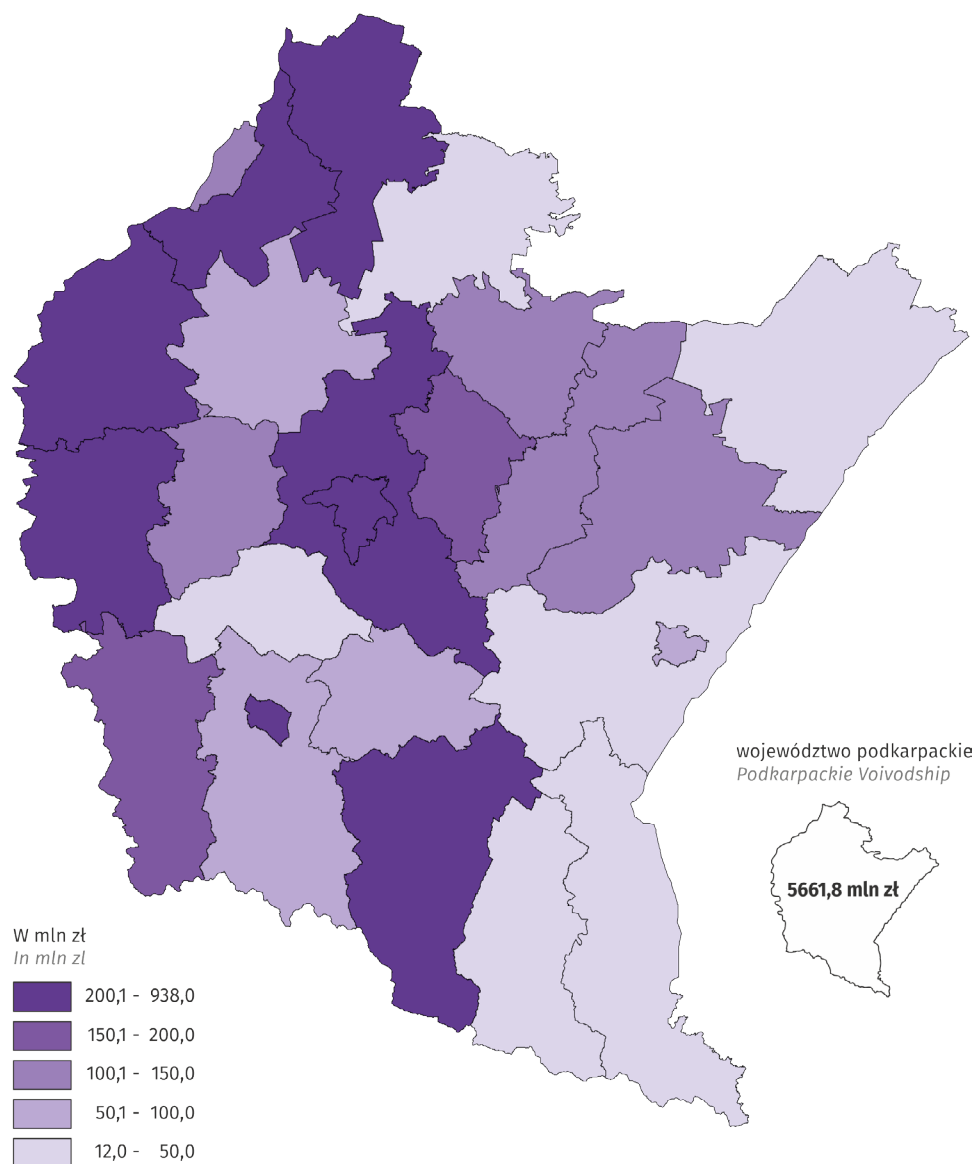 województwo podkarpackie
Podkarpackie Voivodship
5661,8 mln zł
W mln zł
In mln zl
200,1 - 938,0
150,1 - 200,0
100,1 - 150,0
50,1 - 100,0
12,0 - 50,0